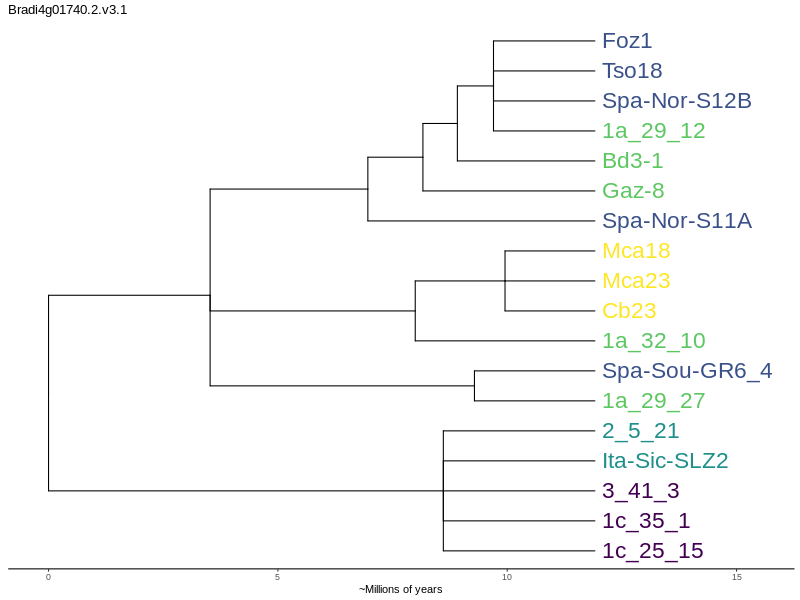 Bradi4g01740.2.v3.1
Foz1
Tso18
Spa-Nor-S12B
1a_29_12
Bd3-1
Gaz-8
Spa-Nor-S11A
Mca18
Mca23
Cb23
1a_32_10
Spa-Sou-GR6_4
1a_29_27
2_5_21
Ita-Sic-SLZ2
3_41_3
1c_35_1
1c_25_15
0 5 10 15
~Millions of years